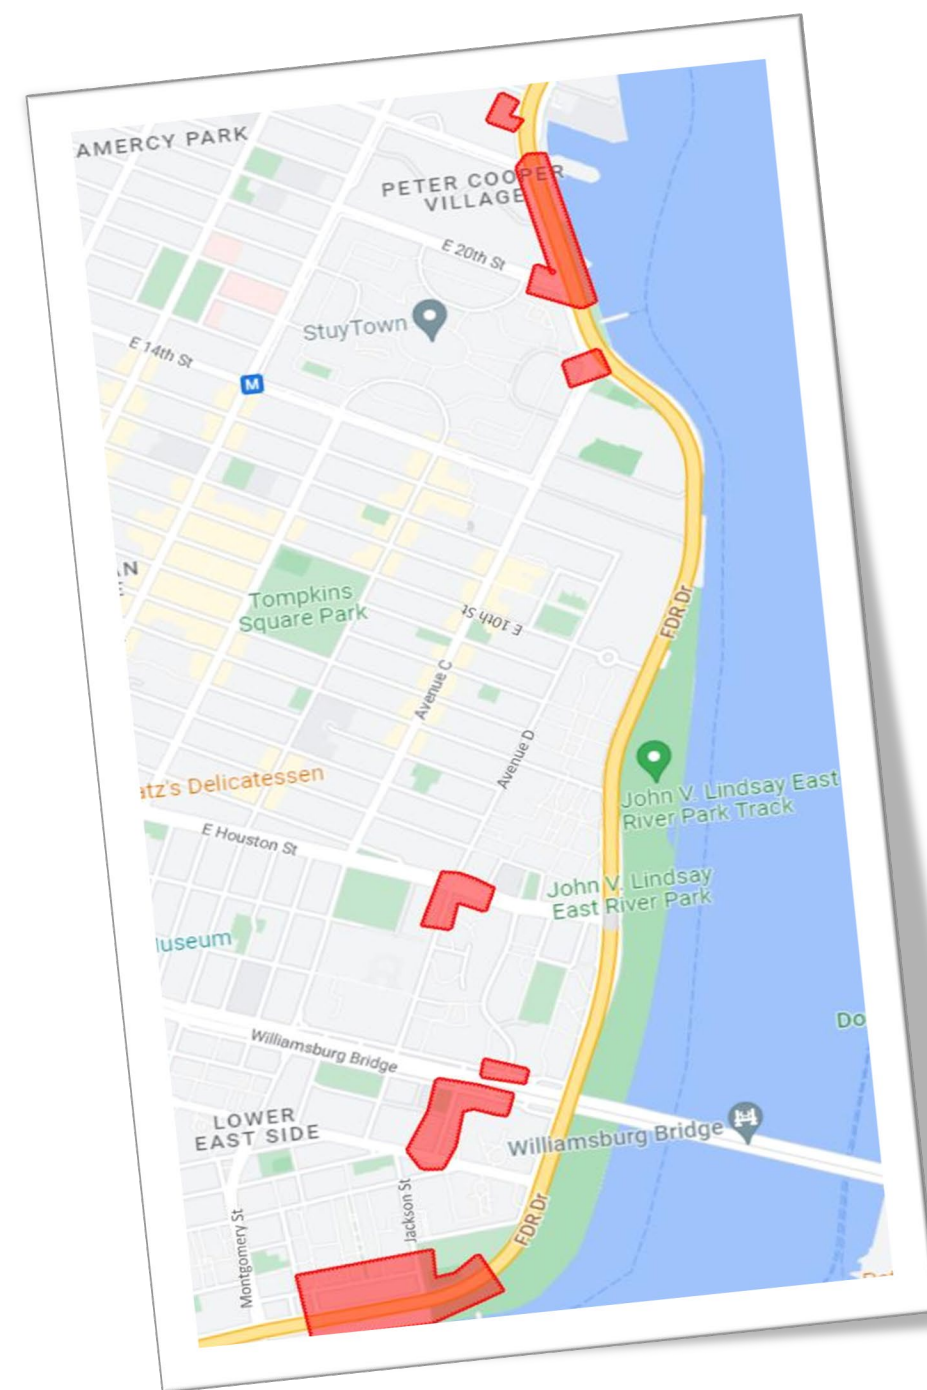 AMERCY PARK
PETER COOPER
VILLAGE
E 20th St
StuyTown
E 14th St
M
AN
Tompkins
Square Park
E 10th St
FDR Dr
Avenue C
Avenue D
atz's Delicatessen
John V. Lindsay East
River Park Track
E Houston St
John V. Lindsay
East River Park
luseum
Do
Williamsburg Bridge
LOWER
EAST SIDE
Williamsburg Bridge
Jackson St
FDR Dr
Montgomery St